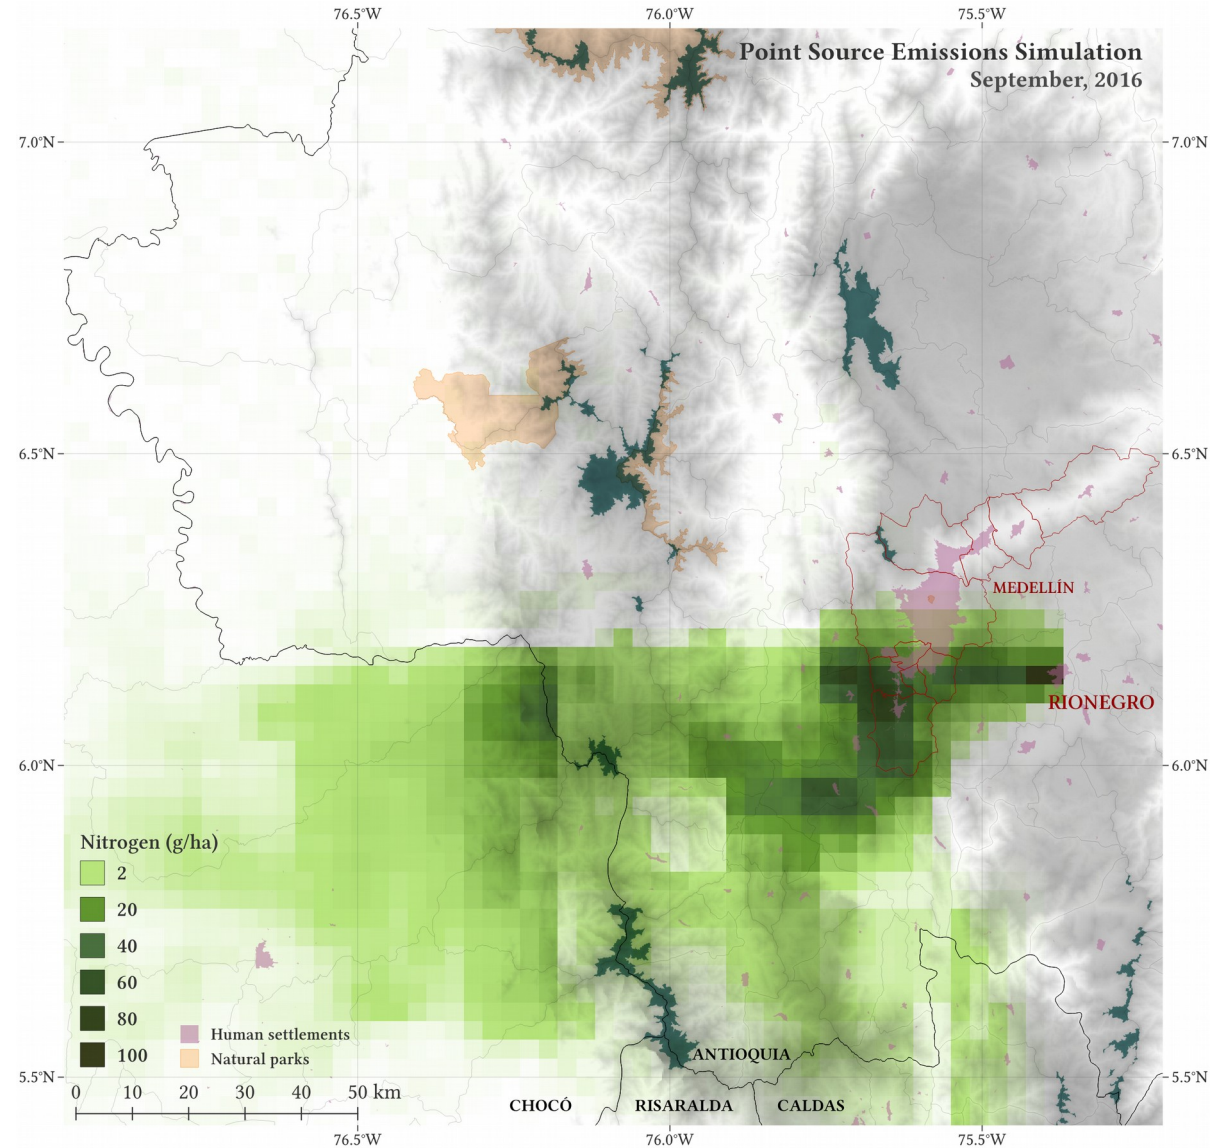 76.5°W 76.0°W 75.5°W
Point Source Emissions Simulation
September, 2016
7.0°N 7.0°N
6.5°N 6.5°N
MEDELLÍN
RIONEGRO
6.0°N 6.0°N
Nitrogen (g/ha)
2
20
40
60
80
100
Human settlements
Natural parks
ANTIOQUIA
5.5°N 5.5°N
0 10 20 30 40 50 km
CHOCÓ RISARALDA CALDAS
76.5°W 76.0°W 75.5°W